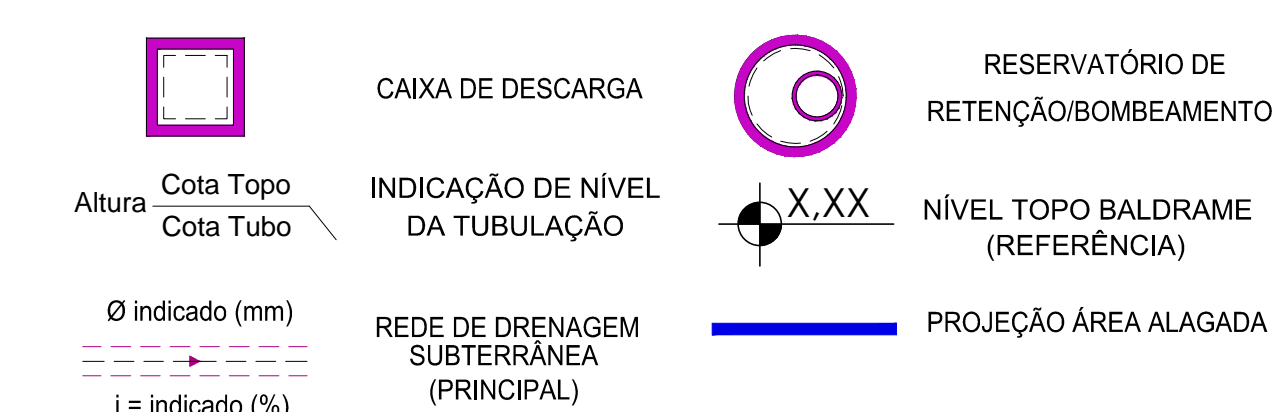 CAIXA DE DESCARGA
RESERVATÓRIO DE
RETENÇÃO/BOMBEAMENTO
Altura
Cota Topo
Cota Tubo
INDICAÇÃO DE NÍVEL
DA TUBULAÇÃO
X,XX
NÍVEL TOPO BALDRAME
(REFERÊNCIA)
Ø indicado (mm)
i = indicado (%)
REDE DE DRENAGEM
SUBTERRÂNEA
(PRINCIPAL)
PROJEÇÃO ÁREA ALAGADA